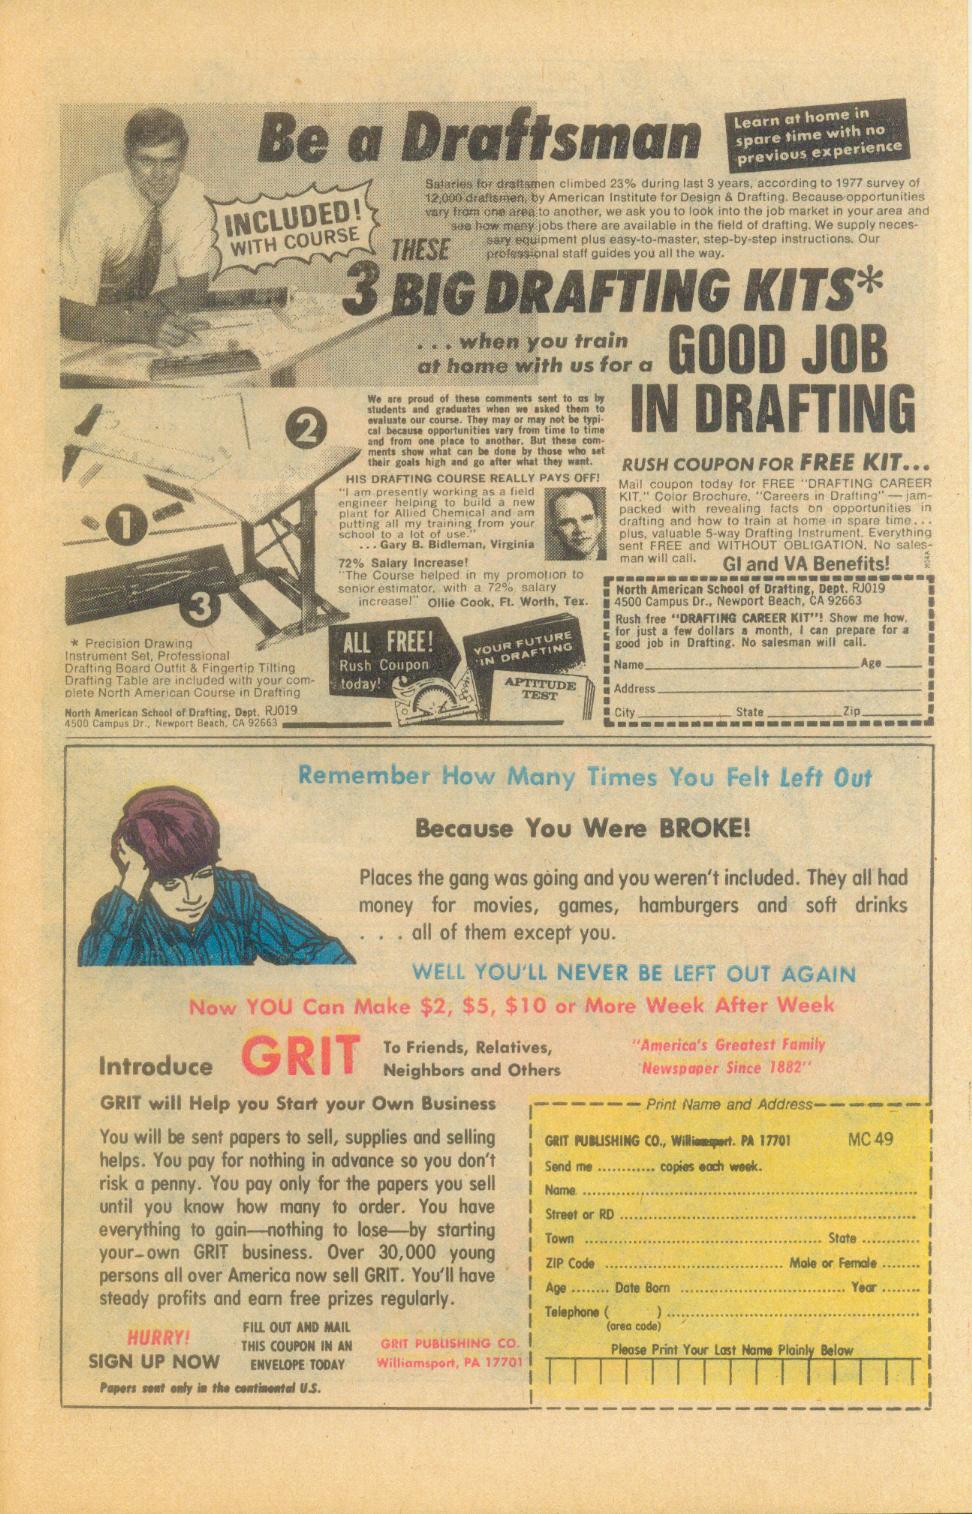 Be a Draftsman
Learn at home in
spare time with no
previous experience
INCLUDED!
WITH COURSE
Salaries for draftsmen climbed 23% during last 3 years, according to 1977 survey of
12,000 draftsmen, by American Institute for Design & Drafting. Because opportunities
vary from one area to another, we ask you to look into the job market in your area and
see how many jobs there are available in the field of drafting. We supply neces-
sary equipment plus easy-to-master, step-by-step instructions. Our
professional staff guides you all the way.
THESE
3 BIG DRAFTING KITS*
. . . when you train
at home with us for a
GOOD JOB
IN DRAFTING
We are proud of these comments sent to us by
students and graduates when we asked them to
evaluate our course. They may or may not be typi-
cal because opportunities vary from time to time
and from one place to another. But these com-
ments show what can be done by those who set
their goals high and go after what they want.
HIS DRAFTING COURSE REALLY PAYS OFF!
"I am presently working as a field
engineer helping to build a new
plant for Allied Chemical and am
putting all my training from your
school to a lot of use."
... Gary B. Bidleman, Virginia
72% Salary Increase!
"The Course helped in my promotion to
senior estimator, with a 72% salary
increase!" Ollie Cook, Ft. Worth, Tex.
2
1
3
* Precision Drawing
Instrument Set, Professional
Drafting Board Outfit & Fingertip Tilting
Drafting Table are included with your com-
plete North American Course in Drafting
North American School of Drafting, Dept. RJ019
4500 Campus Dr., Newport Beach, CA 92663
ALL FREE!
Rush Coupon
today!
YOUR FUTURE
IN DRAFTING
APTITUDE
TEST
RUSH COUPON FOR FREE KIT...
Mail coupon today for FREE "DRAFTING CAREER
KIT." Color Brochure, "Careers in Drafting" — jam-
packed with revealing facts on opportunities in
drafting and how to train at home in spare time...
plus, valuable 5-way Drafting Instrument. Everything
sent FREE and WITHOUT OBLIGATION. No sales-
man will call.
GI and VA Benefits!
North American School of Drafting, Dept. RJ019
4500 Campus Dr., Newport Beach, CA 92663
Rush free "DRAFTING CAREER KIT"! Show me how,
for just a few dollars a month, I can prepare for a
good job in Drafting. No salesman will call.
Name Age
Address
City State Zip
Remember How Many Times You Felt Left Out
Because You Were BROKE!
Places the gang was going and you weren't included. They all had
money for movies, games, hamburgers and soft drinks
. . . all of them except you.
WELL YOU'LL NEVER BE LEFT OUT AGAIN
Now YOU Can Make $2, $5, $10 or More Week After Week
Introduce GRIT
To Friends, Relatives,
Neighbors and Others
"America's Greatest Family
Newspaper Since 1882"
GRIT will Help you Start your Own Business
You will be sent papers to sell, supplies and selling
helps. You pay for nothing in advance so you don't
risk a penny. You pay only for the papers you sell
until you know how many to order. You have
everything to gain—nothing to lose—by starting
your-own GRIT business. Over 30,000 young
persons all over America now sell GRIT. You'll have
steady profits and earn free prizes regularly.
HURRY!
SIGN UP NOW
FILL OUT AND MAIL
THIS COUPON IN AN
ENVELOPE TODAY
GRIT PUBLISHING CO.
Williamsport, PA 17701
Papers sent only in the continental U.S.
Print Name and Address
GRIT PUBLISHING CO., Williamsport. PA 17701 MC 49
Send me ............ copies each week.
Name
Street or RD
Town State
ZIP Code Male or Female
Age Date Born Year
Telephone ( )
(area code)
Please Print Your Last Name Plainly Below